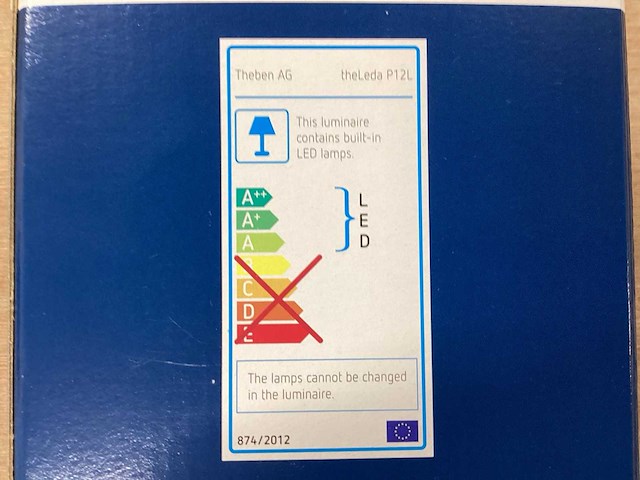 Theben AG theLeda P12L
This luminaire
contains built-in
LED lamps.
A++
A+
A
L
E
D
C
D
E
The lamps cannot be changed
in the luminaire.
874/2012